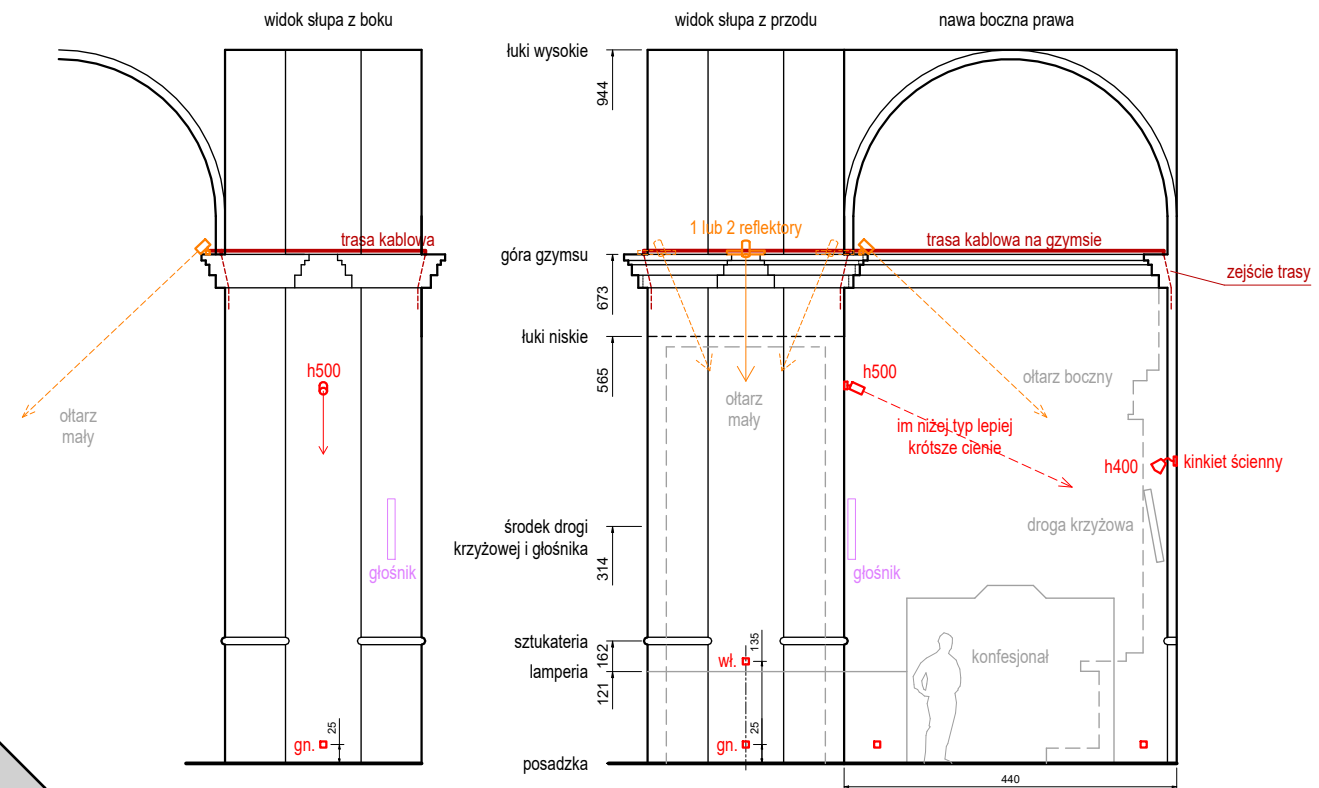 widok słupa z boku
widok słupa z przodu
nawa boczna prawa
łuki wysokie
944
1 lub 2 reflektory
trasa kablowa
trasa kablowa na gzymsie
góra gzymsu
zejście trasy
673
łuki niskie
565
h500
h500
ołtarz boczny
ołtarz
mały
ołtarz
mały
im niżej typ lepiej
krótsze cienie
h400
kinkiet ścienny
środek drogi
krzyżowej i głośnika
droga krzyżowa
314
głośnik
głośnik
sztukateria
162
135
konfesjonał
wł.
lamperia
121
25
gn.
25
gn.
posadzka
440